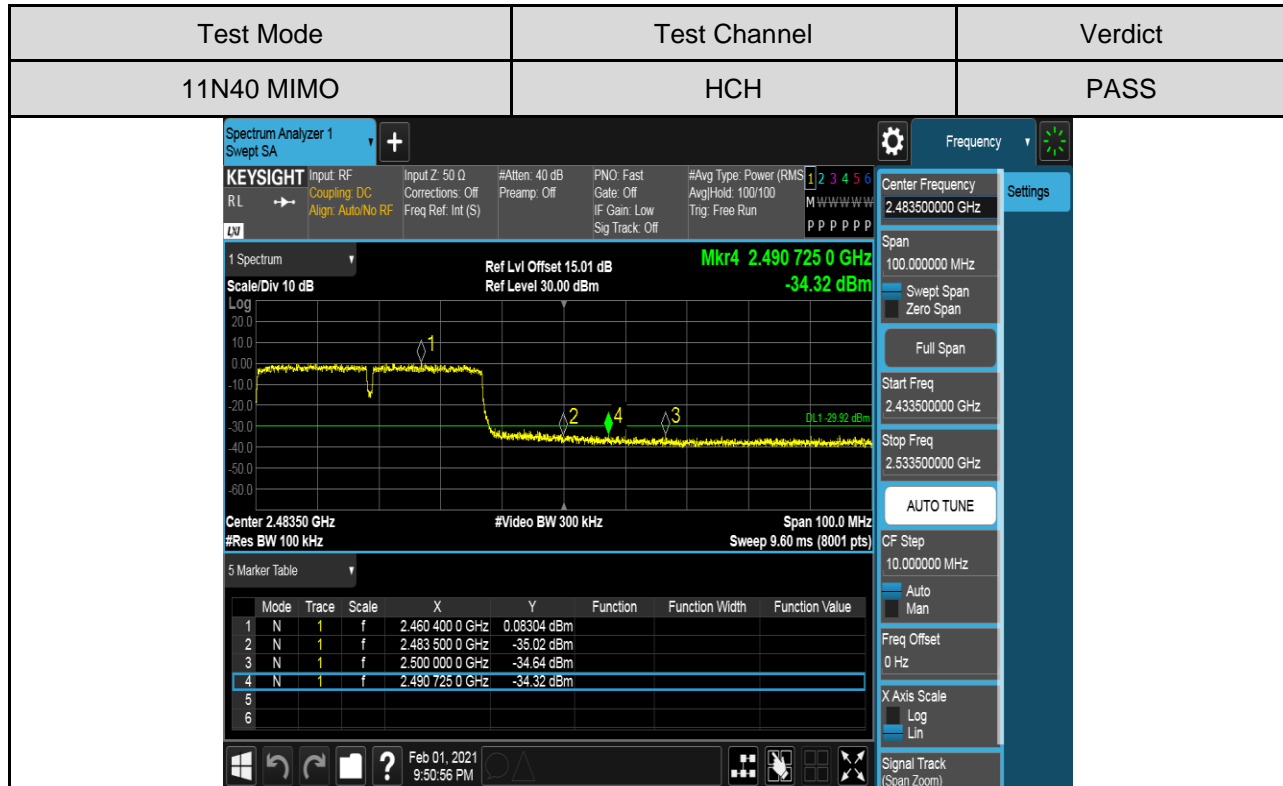 Test Mode Test Channel Verdict
11N40 MIMO HCH PASS
Spectrum Analyzer 1
Swept SA
+
Frequency
KEYSIGHT
RL
LXI
Input: RF
Coupling: DC
Align: Auto/No RF
Input Z: 50 Ω
Corrections: Off
Freq Ref: Int (S)
#Atten: 40 dB
Preamp: Off
PNO: Fast
Gate: Off
IF Gain: Low
Sig Track: Off
#Avg Type: Power (RMS
Avg|Hold: 100/100
Trig: Free Run
1 2 3 4 5 6
M W W W W W
P P P P P P
1 Spectrum
Scale/Div 10 dB
Ref Lvl Offset 15.01 dB
Ref Level 30.00 dBm
Mkr4 2.490 725 0 GHz
-34.32 dBm
Log
20.0
10.0
0.00
-10.0
-20.0
-30.0
-40.0
-50.0
-60.0
1
2
4
3
DL1 -29.92 dBm
Center 2.48350 GHz #Video BW 300 kHz Span 100.0 MHz
#Res BW 100 kHz Sweep 9.60 ms (8001 pts)
5 Marker Table
Mode Trace Scale X Y Function Function Width Function Value
1 N 1 f 2.460 400 0 GHz 0.08304 dBm
2 N 1 f 2.483 500 0 GHz -35.02 dBm
3 N 1 f 2.500 000 0 GHz -34.64 dBm
4 N 1 f 2.490 725 0 GHz -34.32 dBm
5
6
?
Feb 01, 2021
9:50:56 PM
Center Frequency
2.483500000 GHz
Settings
Span
100.000000 MHz
Swept Span
Zero Span
Full Span
Start Freq
2.433500000 GHz
Stop Freq
2.533500000 GHz
AUTO TUNE
CF Step
10.000000 MHz
Auto
Man
Freq Offset
0 Hz
X Axis Scale
Log
Lin
Signal Track
(Span Zoom)